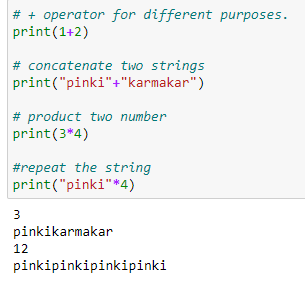 # + operator for different purposes.
print(1+2)
# concatenate two strings
print("pinki"+"karmakar")
# product two number
print(3*4)
#repeat the string
print("pinki"*4)
3
pinkikarmakar
12
pinkipinkipinkipinki